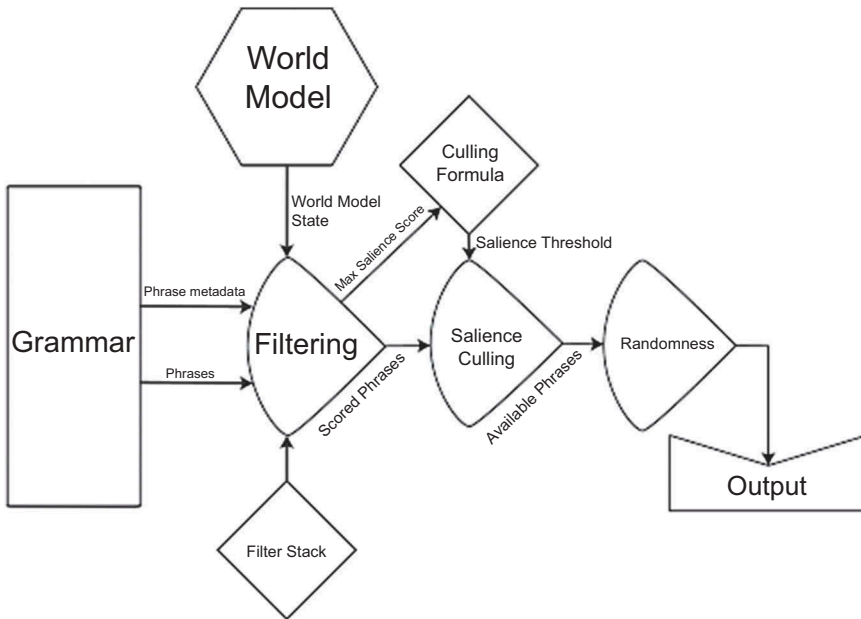 World
Model
Culling
Formula
World Model
State
Max Salience Score
Salience Threshold
Phrase metadata
Grammar
Filtering
Salience
Culling
Randomness
Phrases
Scored Phrases
Available Phrases
Output
Filter Stack